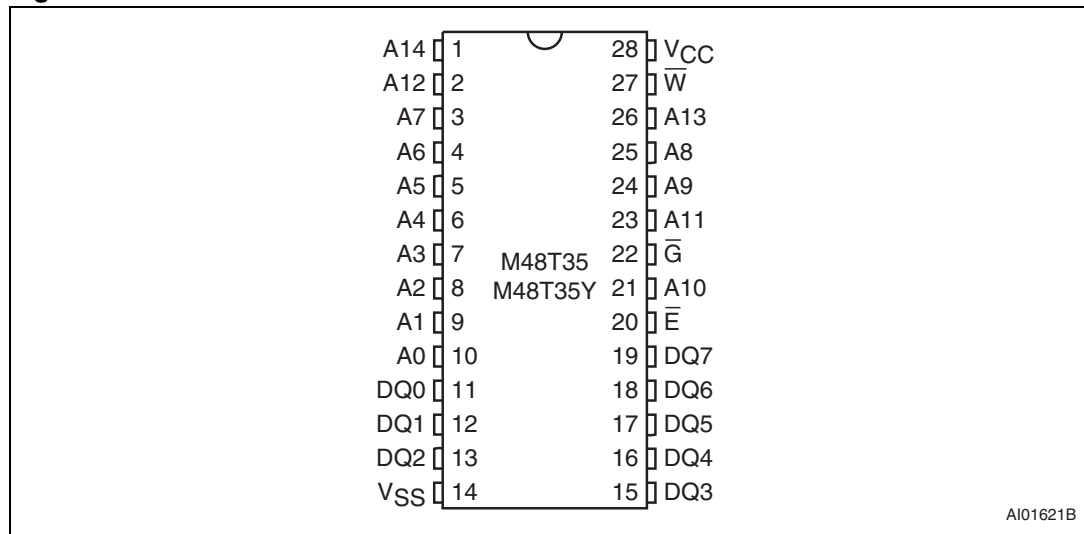 A14 1 28 VCC
A12 2 27 W̅
A7 3 26 A13
A6 4 25 A8
A5 5 24 A9
A4 6 23 A11
A3 7 M48T35 22 G̅
A2 8 M48T35Y 21 A10
A1 9 20 E̅
A0 10 19 DQ7
DQ0 11 18 DQ6
DQ1 12 17 DQ5
DQ2 13 16 DQ4
VSS 14 15 DQ3
AI01621B